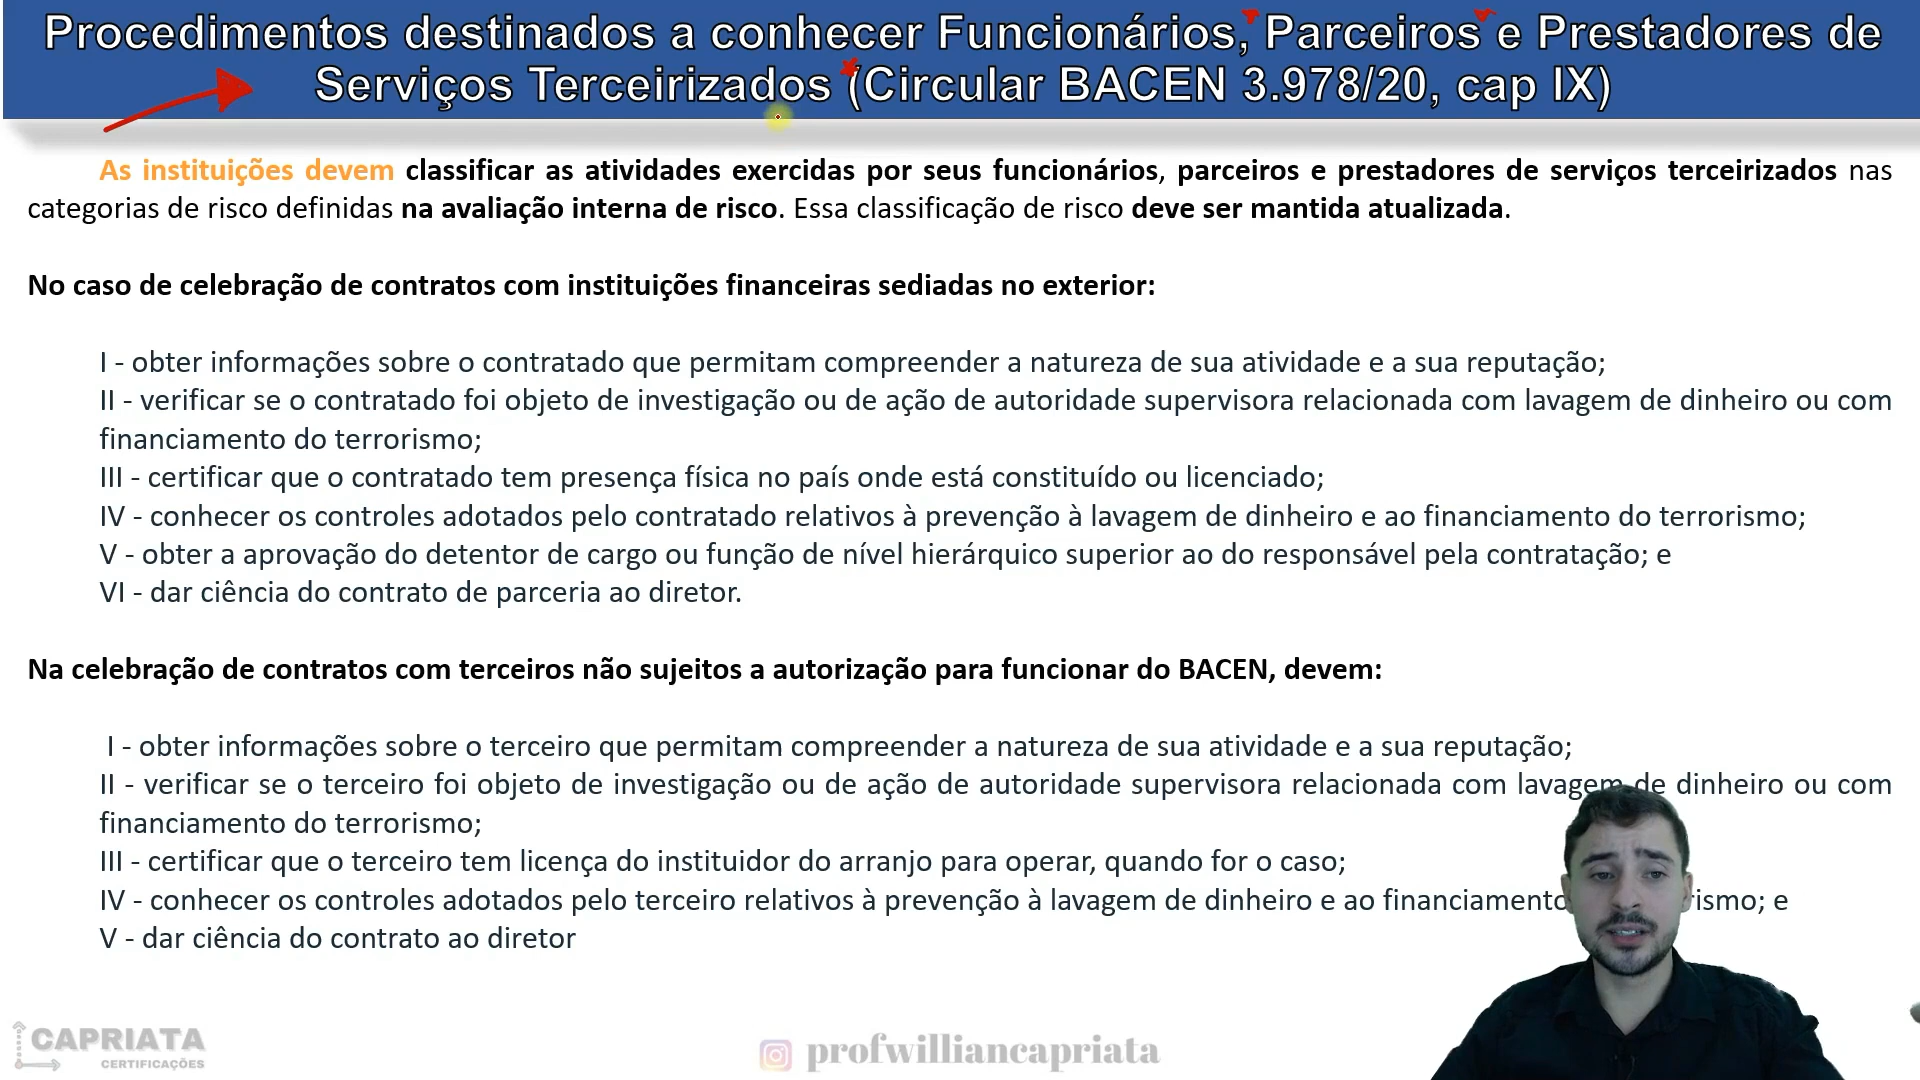 Procedimentos destinados a conhecer Funcionários, Parceiros e Prestadores de
Serviços Terceirizados (Circular BACEN 3.978/20, cap IX)
As instituições devem classificar as atividades exercidas por seus funcionários, parceiros e prestadores de serviços terceirizados nas
categorias de risco definidas na avaliação interna de risco. Essa classificação de risco deve ser mantida atualizada.
No caso de celebração de contratos com instituições financeiras sediadas no exterior:
I - obter informações sobre o contratado que permitam compreender a natureza de sua atividade e a sua reputação;
II - verificar se o contratado foi objeto de investigação ou de ação de autoridade supervisora relacionada com lavagem de dinheiro ou com
financiamento do terrorismo;
III - certificar que o contratado tem presença física no país onde está constituído ou licenciado;
IV - conhecer os controles adotados pelo contratado relativos à prevenção à lavagem de dinheiro e ao financiamento do terrorismo;
V - obter a aprovação do detentor de cargo ou função de nível hierárquico superior ao do responsável pela contratação; e
VI - dar ciência do contrato de parceria ao diretor.
Na celebração de contratos com terceiros não sujeitos a autorização para funcionar do BACEN, devem:
I - obter informações sobre o terceiro que permitam compreender a natureza de sua atividade e a sua reputação;
II - verificar se o terceiro foi objeto de investigação ou de ação de autoridade supervisora relacionada com lavagem de dinheiro ou com
financiamento do terrorismo;
III - certificar que o terceiro tem licença do instituidor do arranjo para operar, quando for o caso;
IV - conhecer os controles adotados pelo terceiro relativos à prevenção à lavagem de dinheiro e ao financiamento ismo; e
V - dar ciência do contrato ao diretor
CAPRIATA
CERTIFICAÇÕES
profwilliancapriata